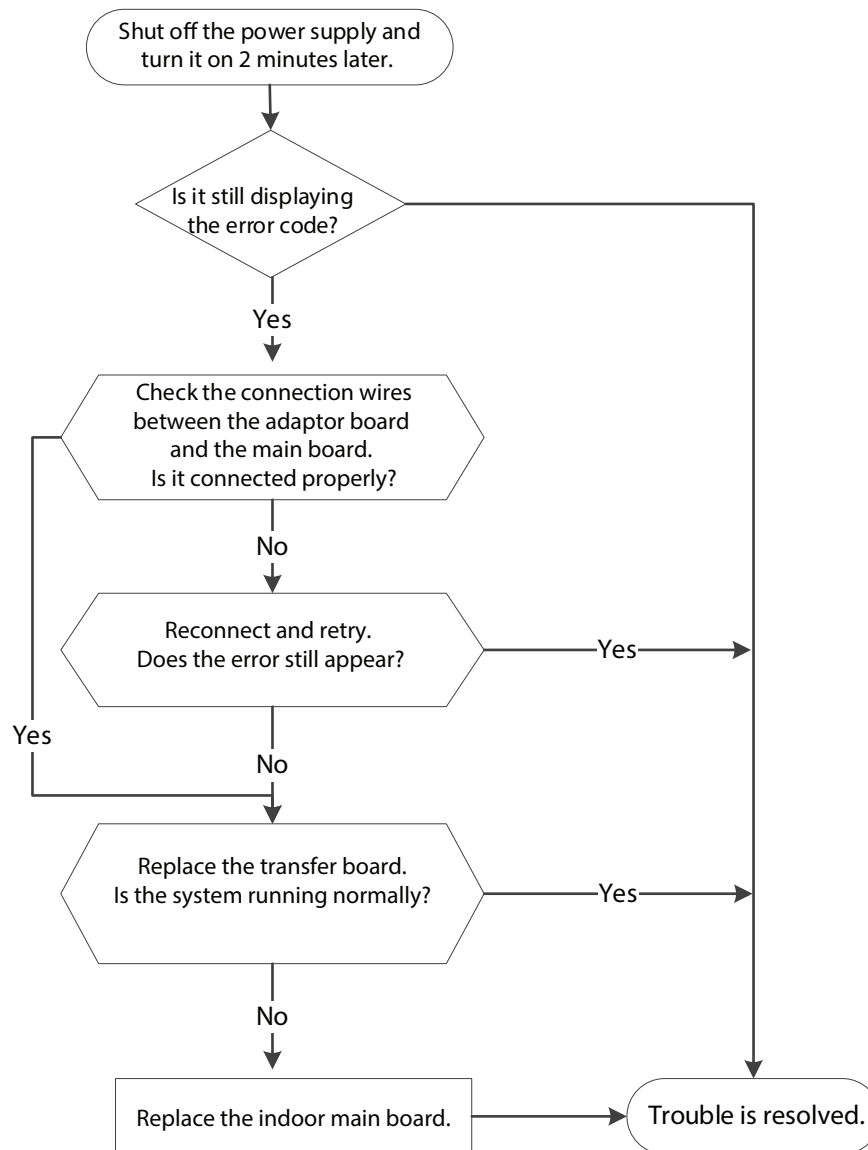 Shut off the power supply and
turn it on 2 minutes later.
Is it still displaying
the error code?
Yes
Check the connection wires
between the adaptor board
and the main board.
Is it connected properly?
No
Reconnect and retry.
Does the error still appear?
Yes
Yes
No
Replace the transfer board.
Is the system running normally?
Yes
No
Replace the indoor main board.
Trouble is resolved.